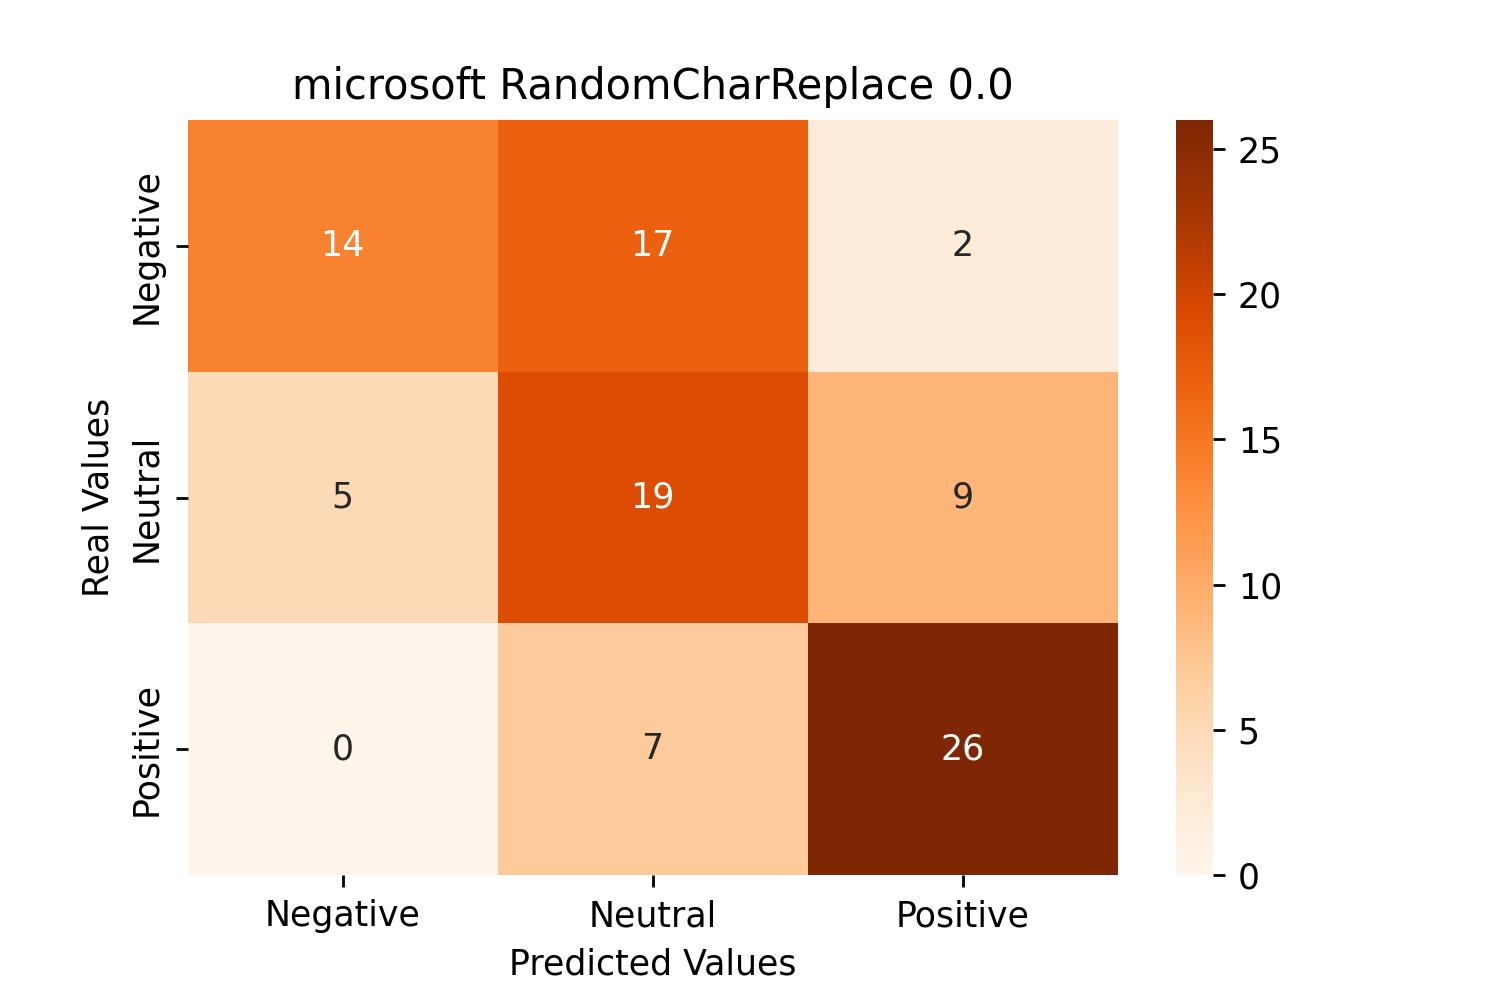 microsoft RandomCharReplace 0.0
Real Values
Negative
14 17 2
Neutral
5 19 9
Positive
0 7 26
Negative Neutral Positive
Predicted Values
25
20
15
10
5
0